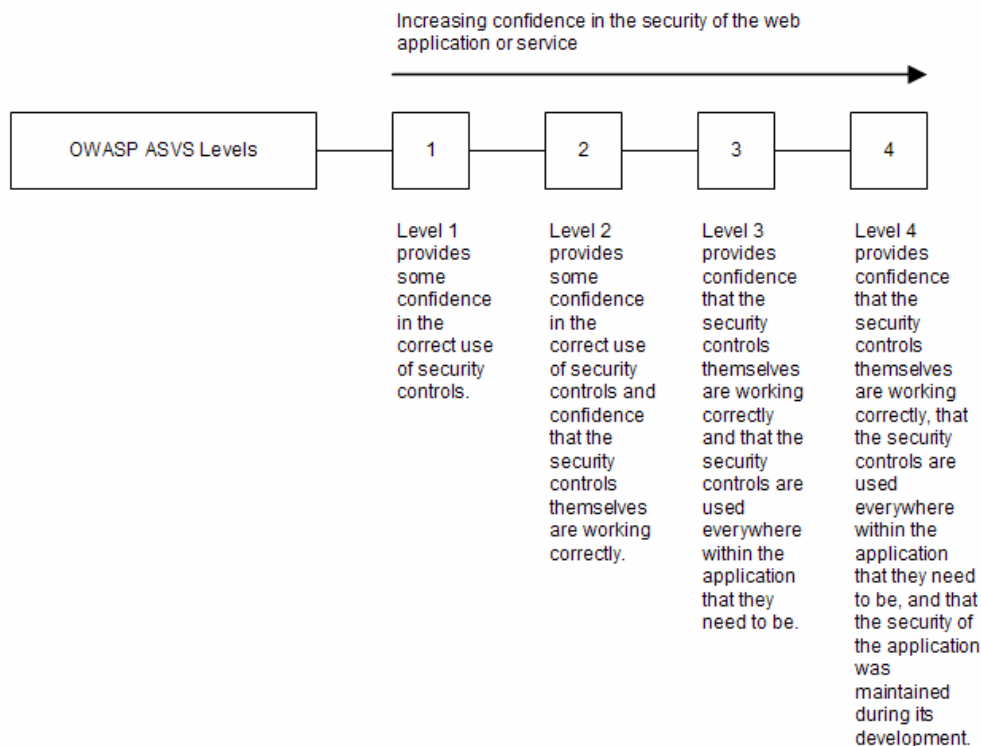 Increasing confidence in the security of the web
application or service
OWASP ASVS Levels
1
2
3
4
Level 1
provides
some
confidence
in the
correct use
of security
controls.
Level 2
provides
some
confidence
in the
correct use
of security
controls and
confidence
that the
security
controls
themselves
are working
correctly.
Level 3
provides
confidence
that the
security
controls
themselves
are working
correctly
and that the
security
controls are
used
everywhere
within the
application
that they
need to be.
Level 4
provides
confidence
that the
security
controls
themselves
are working
correctly, that
the security
controls are
used
everywhere
within the
application
that they need
to be, and that
the security of
the application
was
maintained
during its
development.